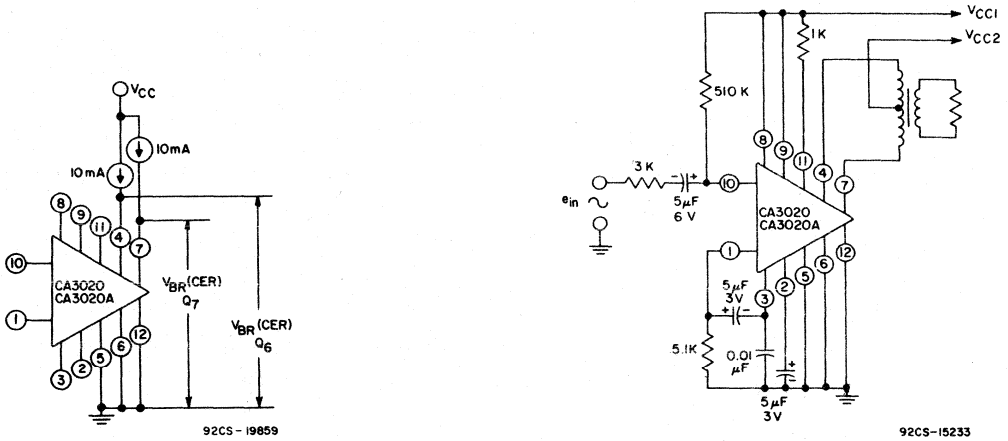 VCC
10mA
10mA
8
9
11
4
7
10
CA3020
CA3020A
1
VBR(CER)
Q7
VBR(CER)
Q6
12
6
5
2
3
92CS-19859
VCC1
VCC2
1K
510 K
8
9
11
4
7
3K
- +
5μF
6 V
10
ein
CA3020
CA3020A
1
12
6
5
2
3
5μF
3V
+ -
5.1K
0.01
μF
+
-
5μF
3V
92CS-15233